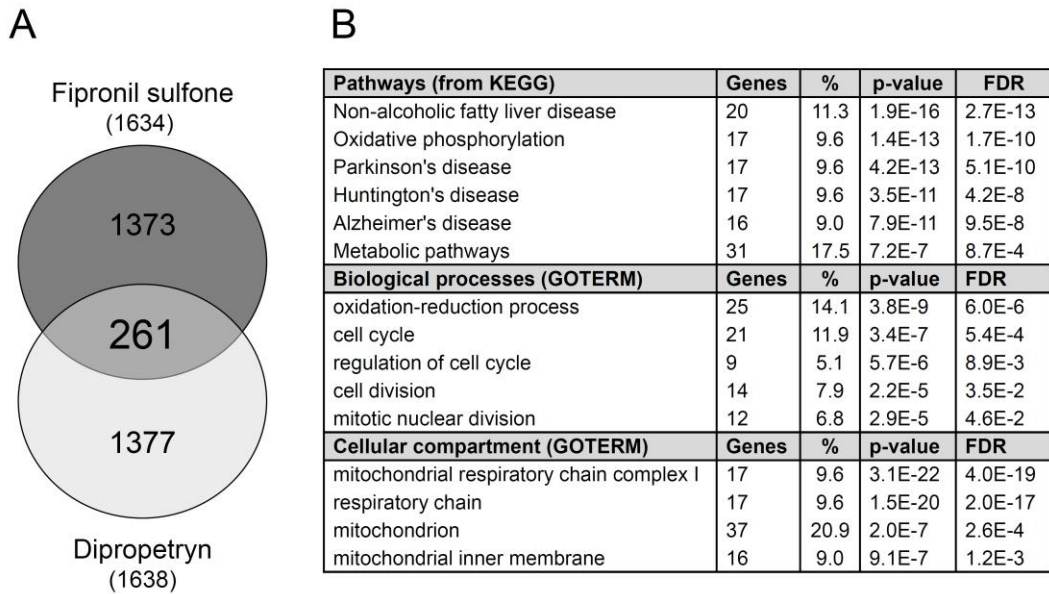 A
Fipronil sulfone
(1634)
1373
261
1377
Dipropetryn
(1638)
B
Pathways (from KEGG) Genes % p-value FDR
Non-alcoholic fatty liver disease 20 11.3 1.9E-16 2.7E-13
Oxidative phosphorylation 17 9.6 1.4E-13 1.7E-10
Parkinson's disease 17 9.6 4.2E-13 5.1E-10
Huntington's disease 17 9.6 3.5E-11 4.2E-8
Alzheimer's disease 16 9.0 7.9E-11 9.5E-8
Metabolic pathways 31 17.5 7.2E-7 8.7E-4
Biological processes (GOTERM) Genes % p-value FDR
oxidation-reduction process 25 14.1 3.8E-9 6.0E-6
cell cycle 21 11.9 3.4E-7 5.4E-4
regulation of cell cycle 9 5.1 5.7E-6 8.9E-3
cell division 14 7.9 2.2E-5 3.5E-2
mitotic nuclear division 12 6.8 2.9E-5 4.6E-2
Cellular compartment (GOTERM) Genes % p-value FDR
mitochondrial respiratory chain complex I 17 9.6 3.1E-22 4.0E-19
respiratory chain 17 9.6 1.5E-20 2.0E-17
mitochondrion 37 20.9 2.0E-7 2.6E-4
mitochondrial inner membrane 16 9.0 9.1E-7 1.2E-3